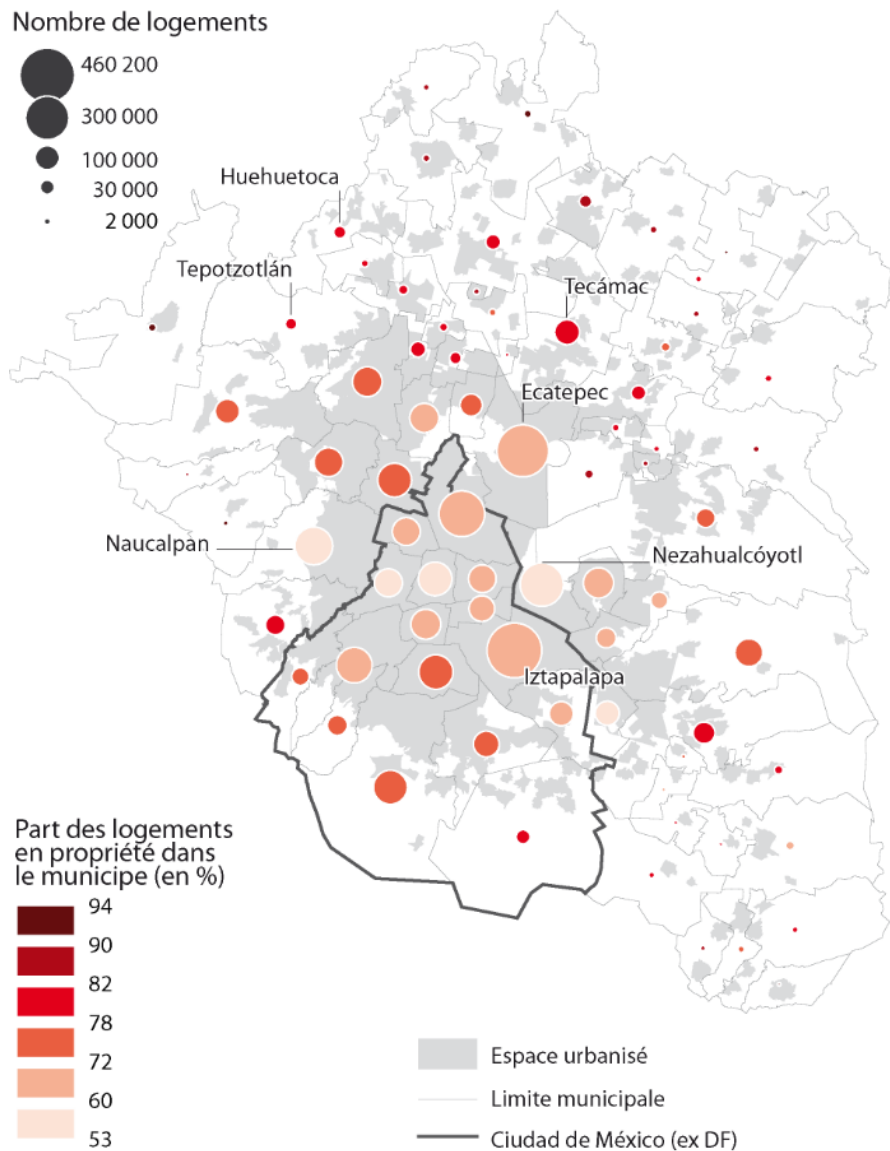 Nombre de logements
460 200
300 000
100 000
30 000
2 000
Huehuetoca
Tepotzotlán
Tecámac
Ecatepec
Naucalpan
Nezahualcóyotl
Iztapalapa
Part des logements
en propriété dans
le municipe (en %)
94
90
82
78
72
60
53
Espace urbanisé
Limite municipale
Ciudad de México (ex DF)